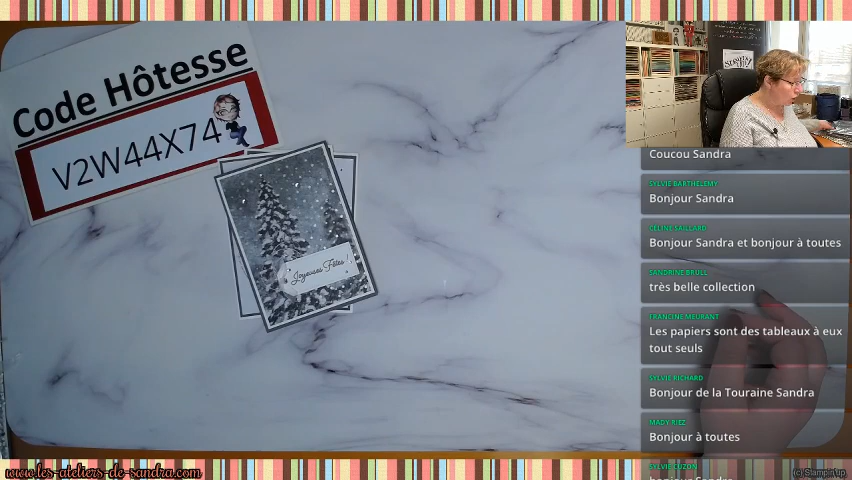 Code Hôtesse
V2W44X74
Joyeuses Fêtes !
Coucou Sandra
SYLVIE BARTHELEMY
Bonjour Sandra
CELINE SAILLARD
Bonjour Sandra et bonjour à toutes
SANDRINE BRULL
très belle collection
FRANCINE MEURANT
Les papiers sont des tableaux à eux
tout seuls
SYLVIE RICHARD
Bonjour de la Touraine Sandra
MADY RIEZ
Bonjour à toutes
SYLVIE CUZON
bonjour Sandra
www.les-ateliers-de-sandra.com
(c) Stampin'up